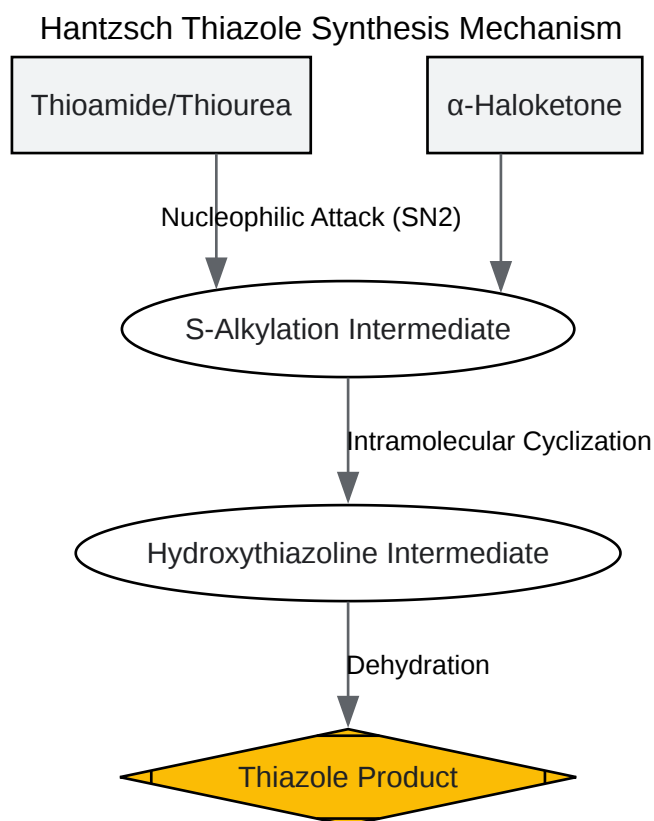 Hantzsch Thiazole Synthesis Mechanism
Thioamide/Thiourea
α-Haloketone
Nucleophilic Attack (SN2)
S-Alkylation Intermediate
Intramolecular Cyclization
Hydroxythiazoline Intermediate
Dehydration
Thiazole Product